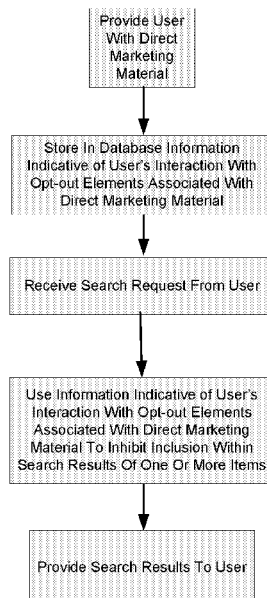 Provide User
With Direct
Marketing
Material
Store In Database Information
Indicative of User's Interaction With
Opt-out Elements Associated With
Direct Marketing Material
Receive Search Request From User
Use Information Indicative of User's
Interaction With Opt-out Elements
Associated With Direct Marketing
Material To Inhibit Inclusion Within
Search Results Of One Or More Items
Provide Search Results To User